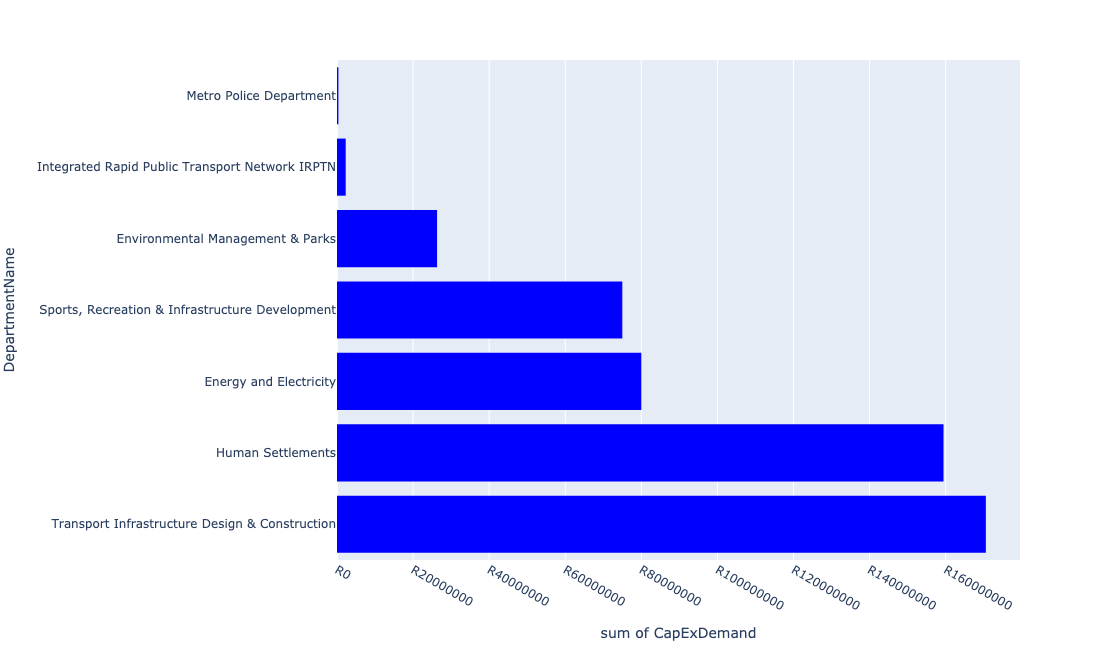 Metro Police Department
Integrated Rapid Public Transport Network IRPTN
Environmental Management & Parks
Sports, Recreation & Infrastructure Development
Energy and Electricity
Human Settlements
Transport Infrastructure Design & Construction
DepartmentName
R0
R20000000
R40000000
R60000000
R80000000
R100000000
R120000000
R140000000
R160000000
sum of CapExDemand